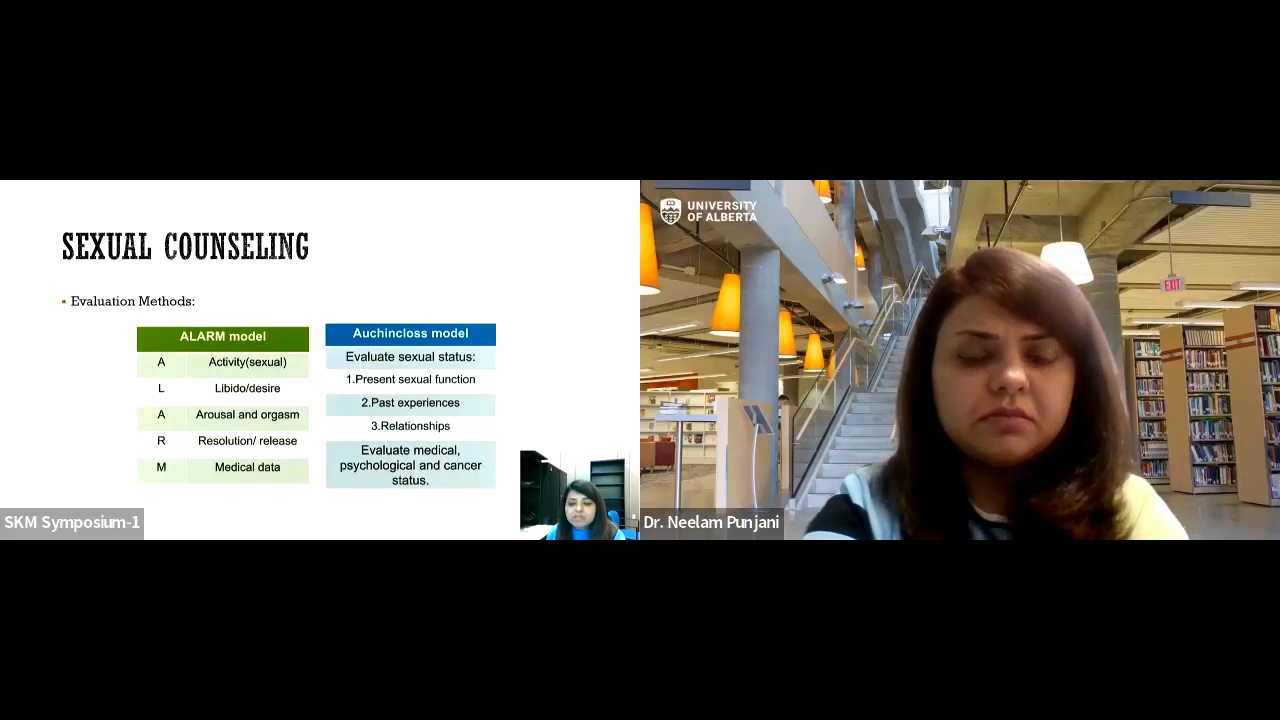 SEXUAL COUNSELING
▪ Evaluation Methods:
ALARM model
A Activity(sexual)
L Libido/desire
A Arousal and orgasm
R Resolution/ release
M Medical data
Auchincloss model
Evaluate sexual status:
1.Present sexual function
2.Past experiences
3.Relationships
Evaluate medical,
psychological and cancer
status.
SKM Symposium-1
UNIVERSITY
OF ALBERTA
EXIT
Dr. Neelam Punjani